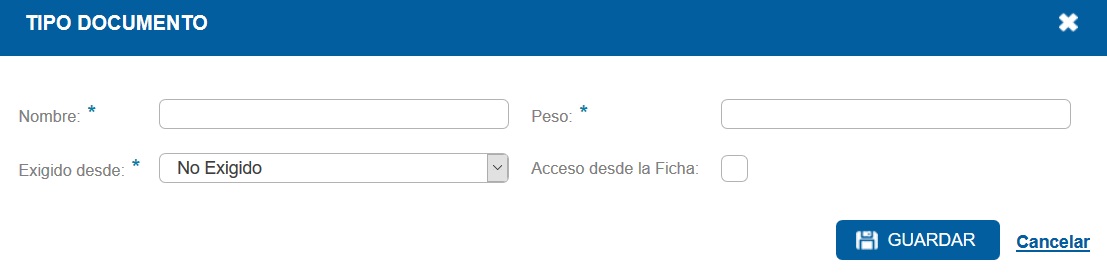 TIPO DOCUMENTO
Nombre: * Peso: *
Exigido desde: * No Exigido Acceso desde la Ficha:
GUARDAR Cancelar